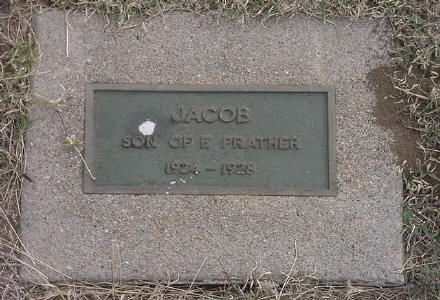 JACOB
SON OF F. PRATHER
1924 - 1928